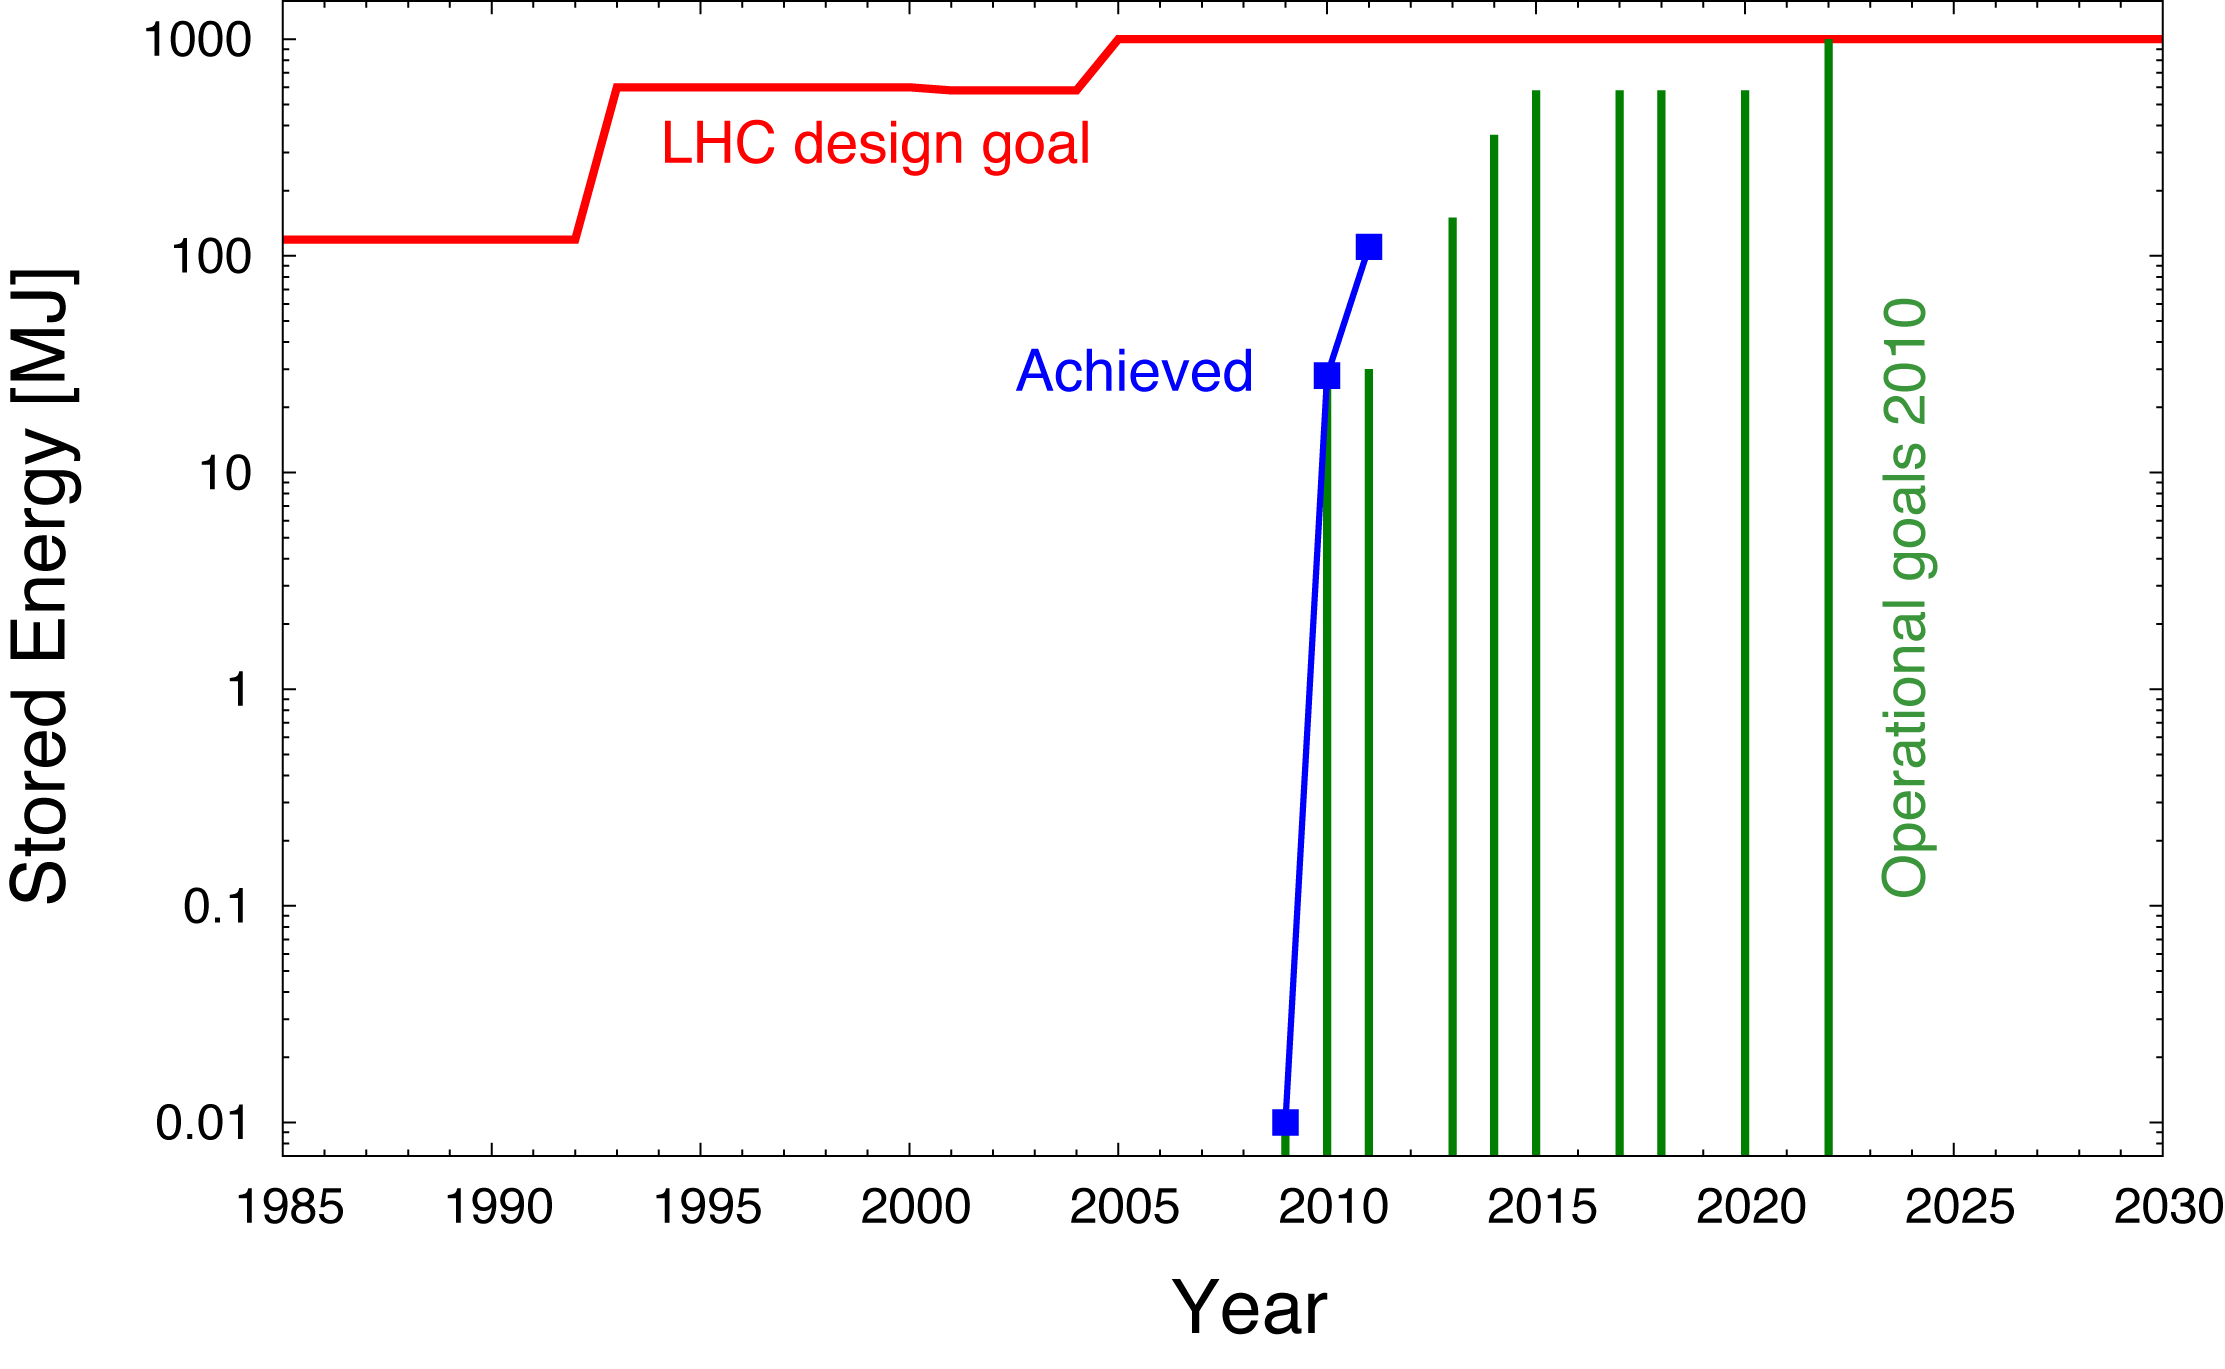 1000
100
10
1
0.1
0.01
Stored Energy [MJ]
LHC design goal
Achieved
Operational goals 2010
1985 1990 1995 2000 2005 2010 2015 2020 2025 2030
Year